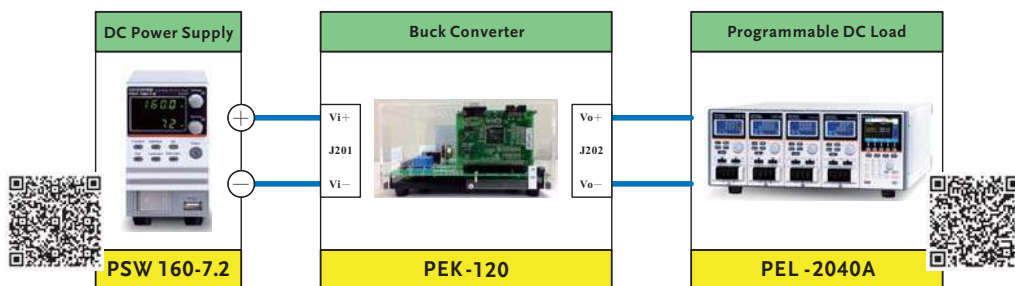 DC Power Supply
Buck Converter
Programmable DC Load
160.0
7.2
Vi+
J201
Vi−
Vo+
J202
Vo−
+
−
PSW 160-7.2
PEK-120
PEL -2040A